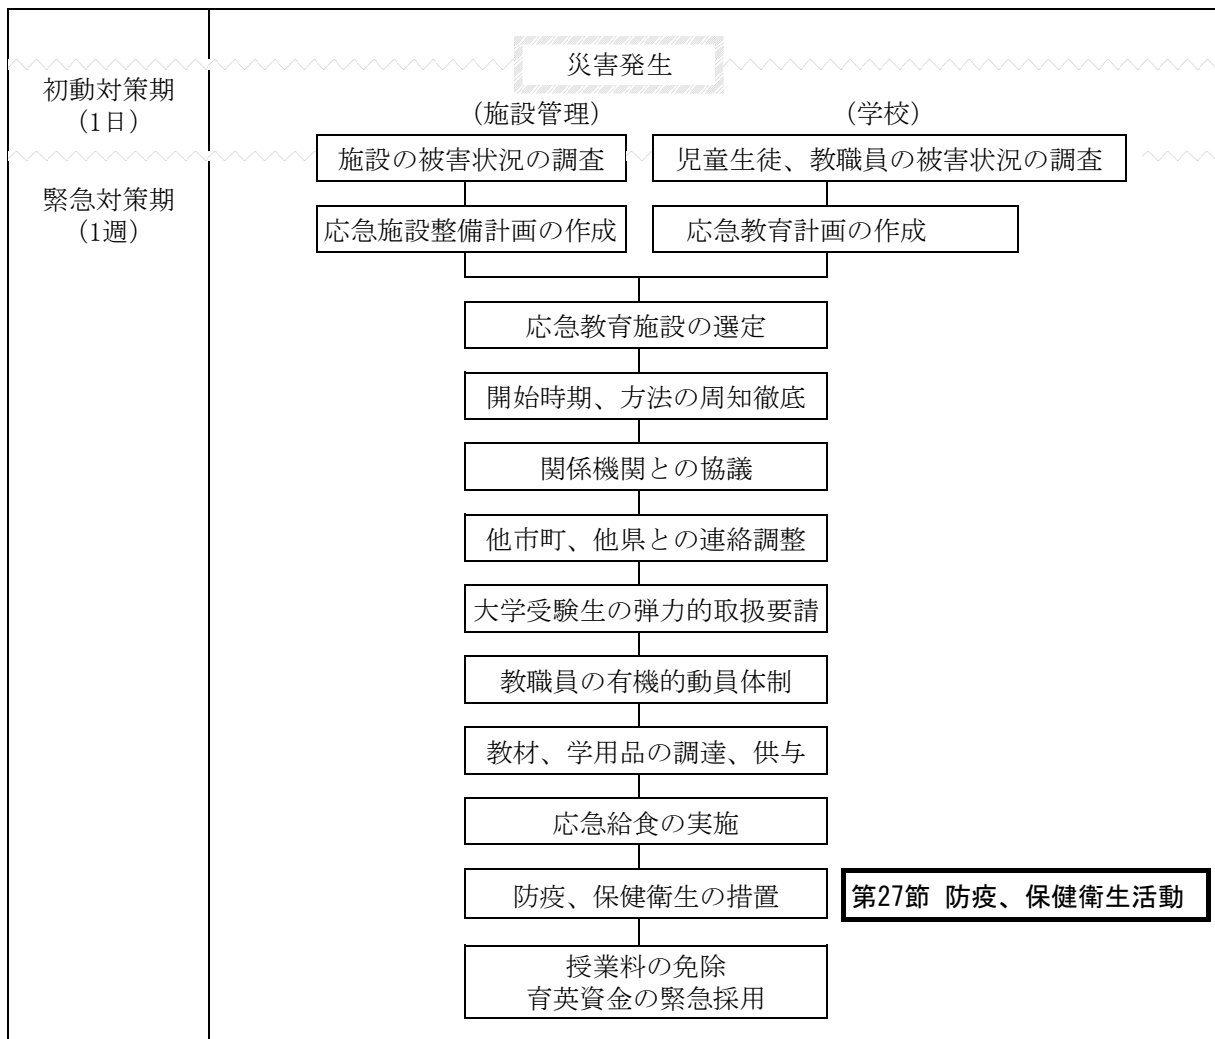 災害発生
初動対策期
(1日)
(施設管理)
(学校)
施設の被害状況の調査
児童生徒、教職員の被害状況の調査
緊急対策期
(1週)
応急施設整備計画の作成
応急教育計画の作成
応急教育施設の選定
開始時期、方法の周知徹底
関係機関との協議
他市町、他県との連絡調整
大学受験生の弾力的取扱要請
教職員の有機的動員体制
教材、学用品の調達、供与
応急給食の実施
防疫、保健衛生の措置
第27節 防疫、保健衛生活動
授業料の免除
育英資金の緊急採用